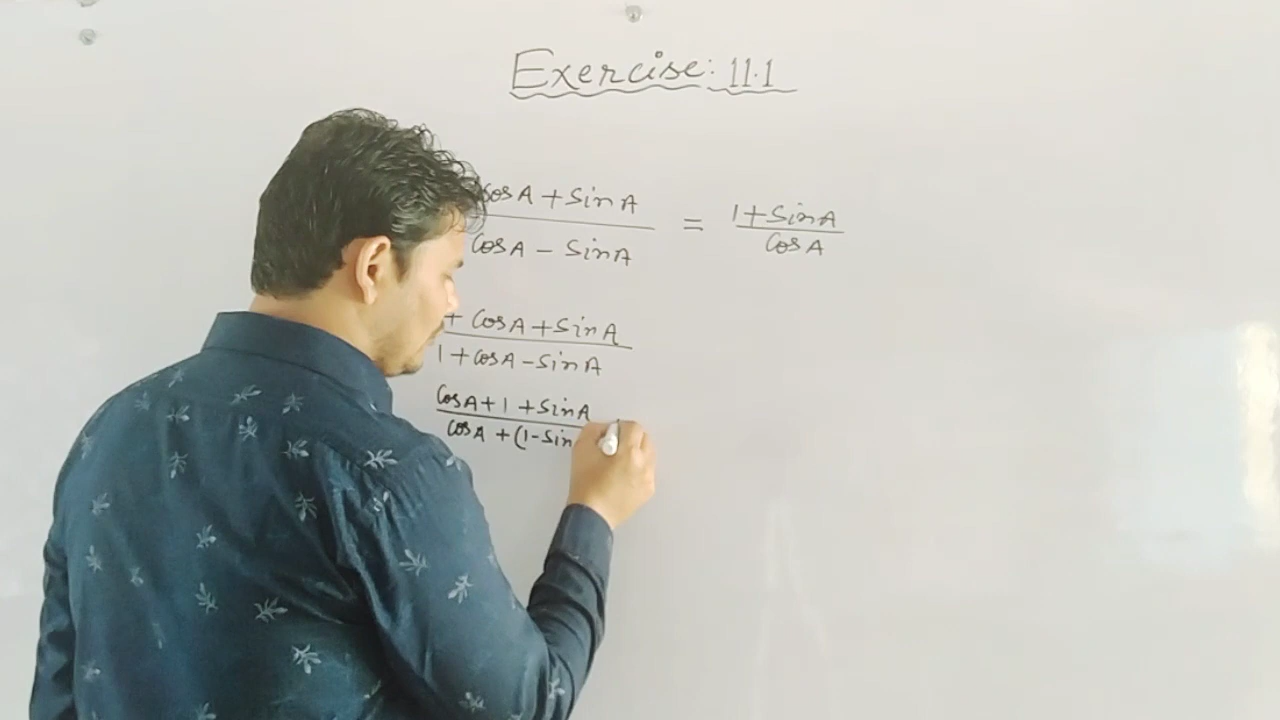 Exercise: 11.1
cosA + SinA = 1+SinA
cosA - SinA cosA
+ cosA + SinA
1 + cosA - SinA
cosA + 1 + SinA
cosA + (1 - Sin